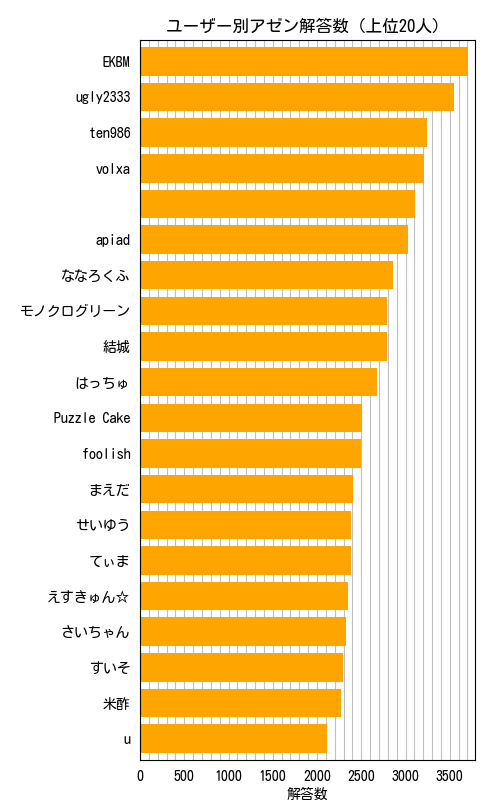 ユーザー別アゼン解答数 (上位20人)
EKBM
ugly2333
ten986
volxa
apiad
ななろくふ
モノクログリーン
結城
はっちゅ
Puzzle Cake
foolish
まえだ
せいゆう
てぃま
えすきゅん☆
さいちゃん
すいそ
米酢
u
0 500 1000 1500 2000 2500 3000 3500
解答数